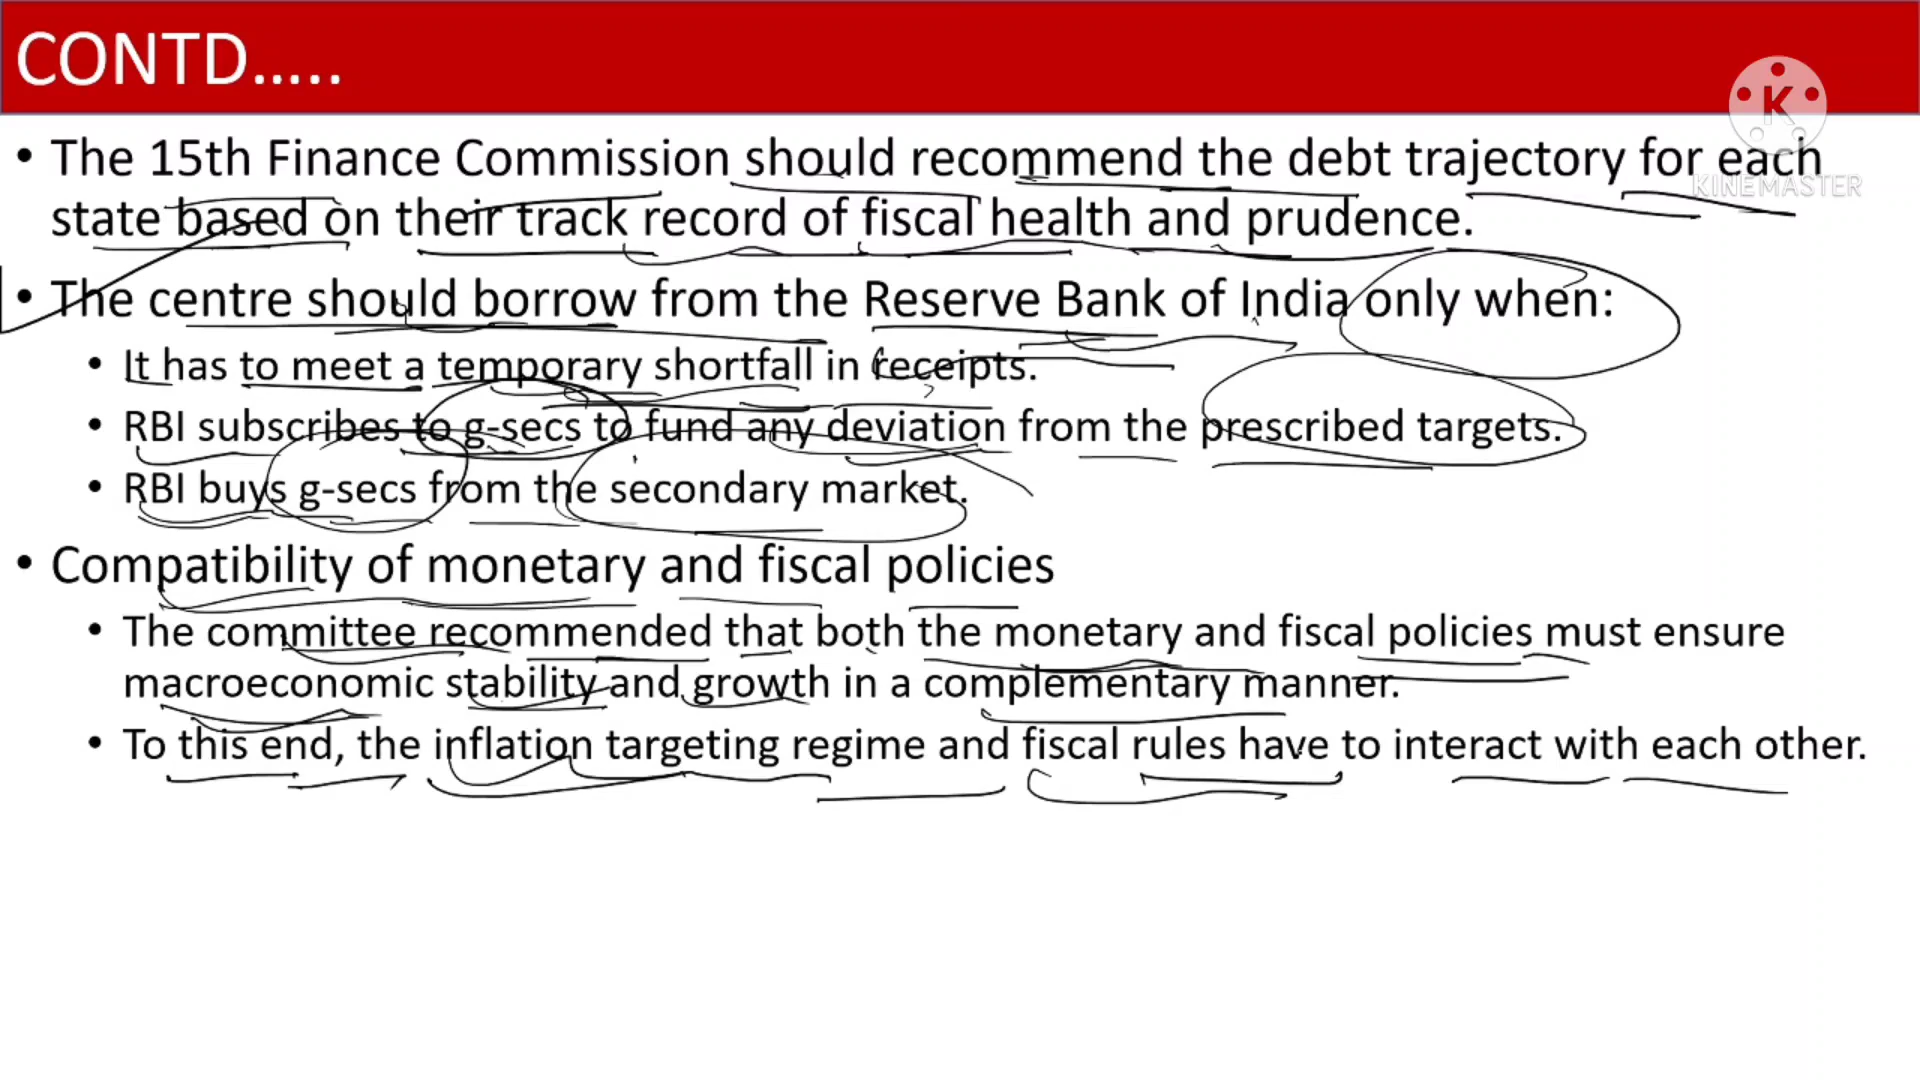 CONTD.....
K
KINEMASTER
• The 15th Finance Commission should recommend the debt trajectory for each
state based on their track record of fiscal health and prudence.
• The centre should borrow from the Reserve Bank of India only when:
• It has to meet a temporary shortfall in receipts.
• RBI subscribes to g-secs to fund any deviation from the prescribed targets.
• RBI buys g-secs from the secondary market.
• Compatibility of monetary and fiscal policies
• The committee recommended that both the monetary and fiscal policies must ensure
macroeconomic stability and growth in a complementary manner.
• To this end, the inflation targeting regime and fiscal rules have to interact with each other.